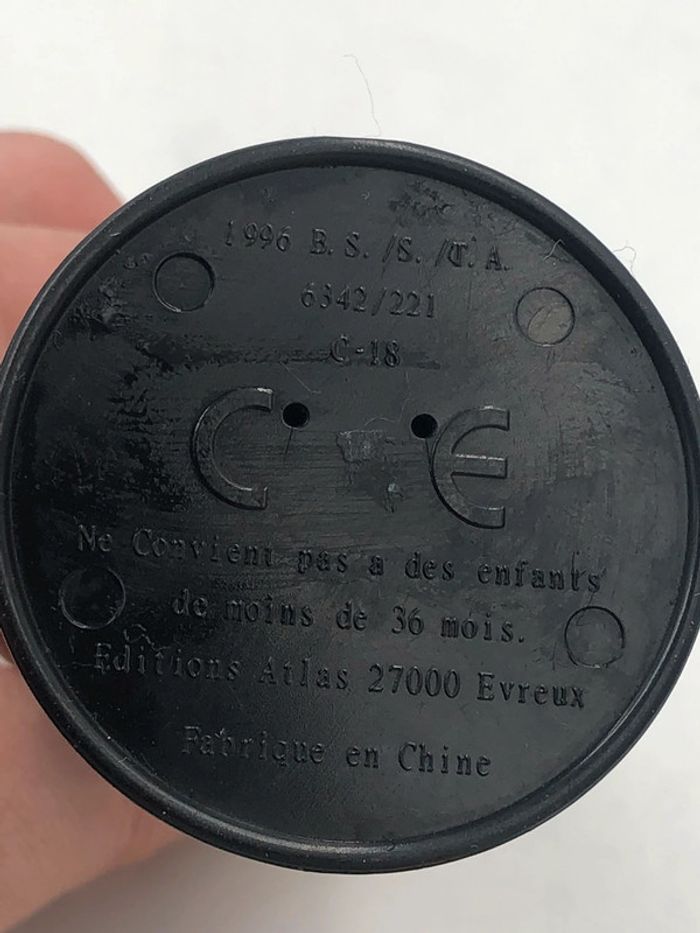 1996 B.S./S./T.A.
6342/221
C-18
CE
Ne Convient pas a des enfants
de moins de 36 mois.
Editions Atlas 27000 Evreux
Fabrique en Chine